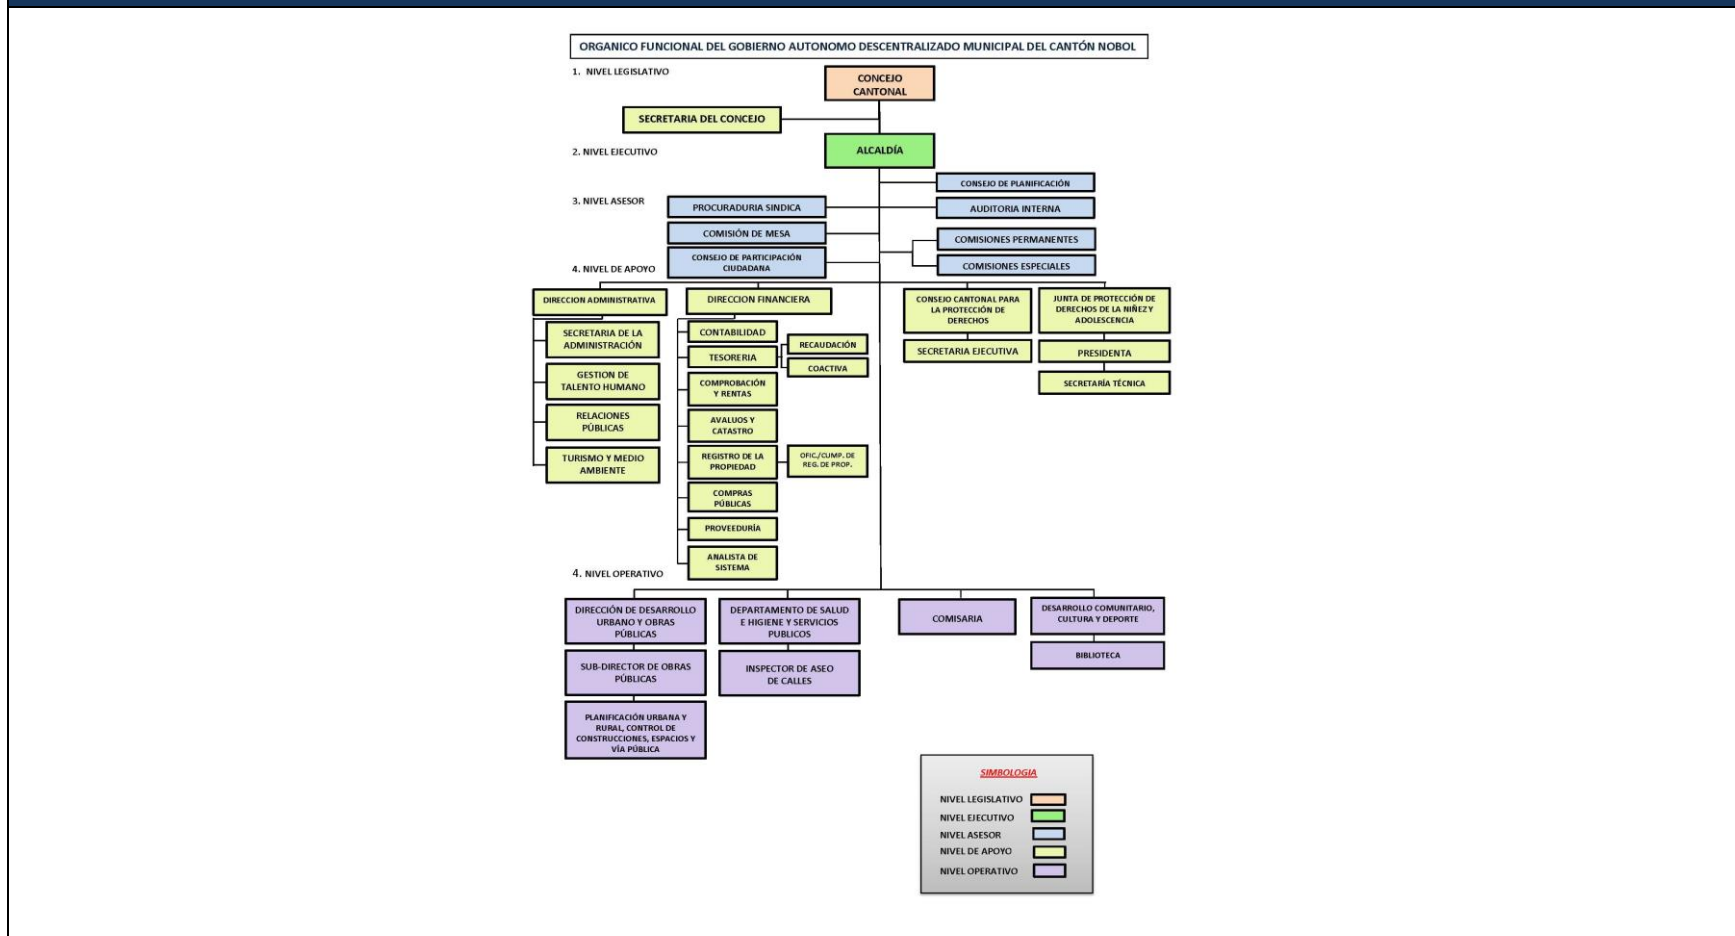 ORGANICO FUNCIONAL DEL GOBIERNO AUTONOMO DESCENTRALIZADO MUNICIPAL DEL CANTÓN NOBOL
1. NIVEL LEGISLATIVO
CONCEJO
CANTONAL
SECRETARIA DEL CONCEJO
2. NIVEL EJECUTIVO
ALCALDÍA
CONSEJO DE PLANIFICACIÓN
3. NIVEL ASESOR
PROCURADURIA SINDICA
AUDITORIA INTERNA
COMISIÓN DE MESA
COMISIONES PERMANENTES
CONSEJO DE PARTICIPACIÓN
CIUDADANA
COMISIONES ESPECIALES
4. NIVEL DE APOYO
DIRECCION ADMINISTRATIVA
SECRETARIA DE LA
ADMINISTRACIÓN
GESTION DE
TALENTO HUMANO
RELACIONES
PÚBLICAS
TURISMO Y MEDIO
AMBIENTE
DIRECCION FINANCIERA
CONTABILIDAD
TESORERIA
RECAUDACIÓN
COACTIVA
COMPROBACIÓN
Y RENTAS
AVALUOS Y
CATASTRO
REGISTRO DE LA
PROPIEDAD
OFIC./CUMP. DE
REG. DE PROP.
COMPRAS
PÚBLICAS
PROVEEDURÍA
ANALISTA DE
SISTEMA
CONSEJO CANTONAL PARA
LA PROTECCIÓN DE
DERECHOS
SECRETARIA EJECUTIVA
JUNTA DE PROTECCIÓN DE
DERECHOS DE LA NIÑEZ Y
ADOLESCENCIA
PRESIDENTA
SECRETARÍA TÉCNICA
4. NIVEL OPERATIVO
DIRECCIÓN DE DESARROLLO
URBANO Y OBRAS
PÚBLICAS
SUB-DIRECTOR DE OBRAS
PÚBLICAS
PLANIFICACIÓN URBANA Y
RURAL, CONTROL DE
CONSTRUCCIONES, ESPACIOS Y
VÍA PÚBLICA
DEPARTAMENTO DE SALUD
E HIGIENE Y SERVICIOS
PUBLICOS
INSPECTOR DE ASEO
DE CALLES
COMISARIA
DESARROLLO COMUNITARIO,
CULTURA Y DEPORTE
BIBLIOTECA
SIMBOLOGIA
NIVEL LEGISLATIVO
NIVEL EJECUTIVO
NIVEL ASESOR
NIVEL DE APOYO
NIVEL OPERATIVO